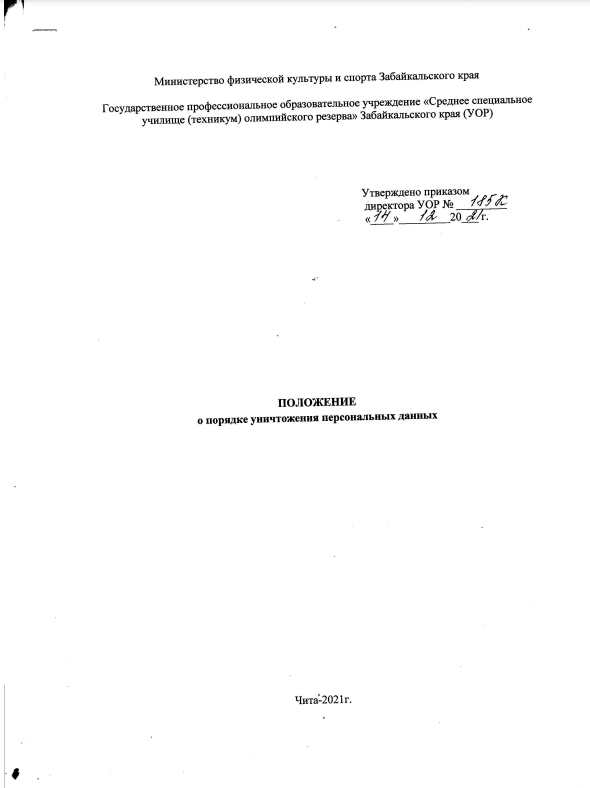 Министерство физической культуры и спорта Забайкальского края
Государственное профессиональное образовательное учреждение «Среднее специальное
училище (техникум) олимпийского резерва» Забайкальского края (УОР)
Утверждено приказом
директора УОР № 185
«14» 12 2021г.
ПОЛОЖЕНИЕ
о порядке уничтожения персональных данных
Чита-2021г.